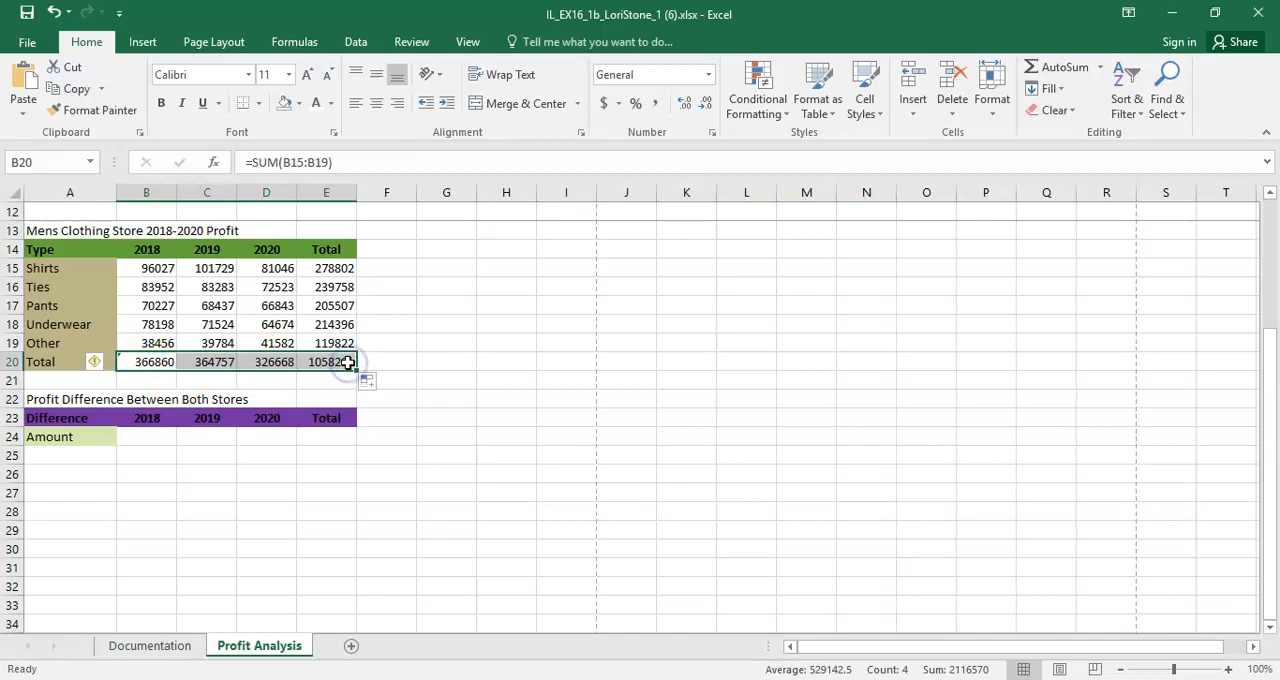 IL_EX16_1b_LoriStone_1 (6).xlsx - Excel
File Home Insert Page Layout Formulas Data Review View Tell me what you want to do... Sign in Share
Paste
Cut
Copy
Format Painter
Clipboard
Calibri 11
B I U
Font
Wrap Text
Merge & Center
Alignment
General
$ % ,
Number
Conditional Formatting
Format as Table
Cell Styles
Styles
Insert
Delete
Format
Cells
AutoSum
Fill
Clear
Sort & Filter
Find & Select
Editing
B20 fx =SUM(B15:B19)
A B C D E F G H I J K L M N O P Q R S T
12
13 Mens Clothing Store 2018-2020 Profit
14 Type 2018 2019 2020 Total
15 Shirts 96027 101729 81046 278802
16 Ties 83952 83283 72523 239758
17 Pants 70227 68437 66843 205507
18 Underwear 78198 71524 64674 214396
19 Other 38456 39784 41582 119822
20 Total 366860 364757 326668
21
22 Profit Difference Between Both Stores
23 Difference 2018 2019 2020 Total
24 Amount
25
26
27
28
29
30
31
32
33
34
Documentation Profit Analysis
Ready Average: 529142.5 Count: 4 Sum: 2116570 100%